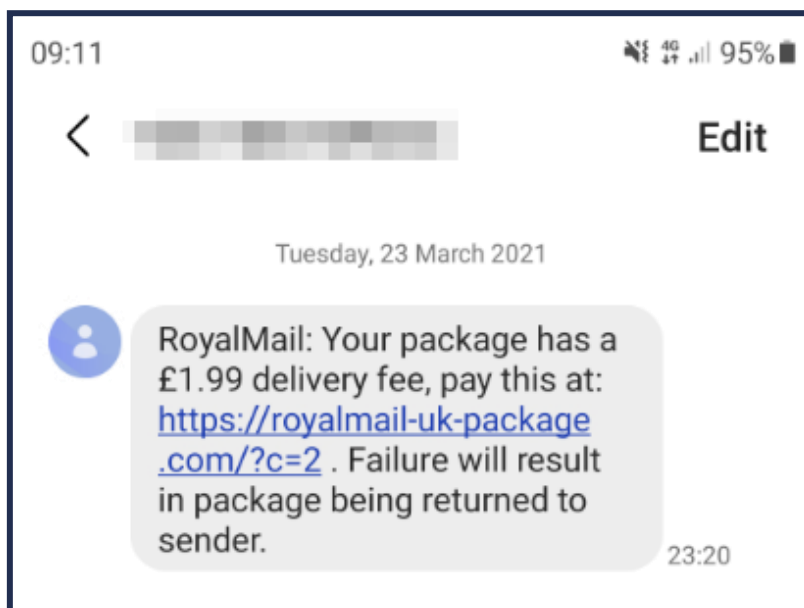 09:11 4G 95%
Edit
Tuesday, 23 March 2021
RoyalMail: Your package has a
£1.99 delivery fee, pay this at:
https://royalmail-uk-package
.com/?c=2 . Failure will result
in package being returned to
sender.
23:20